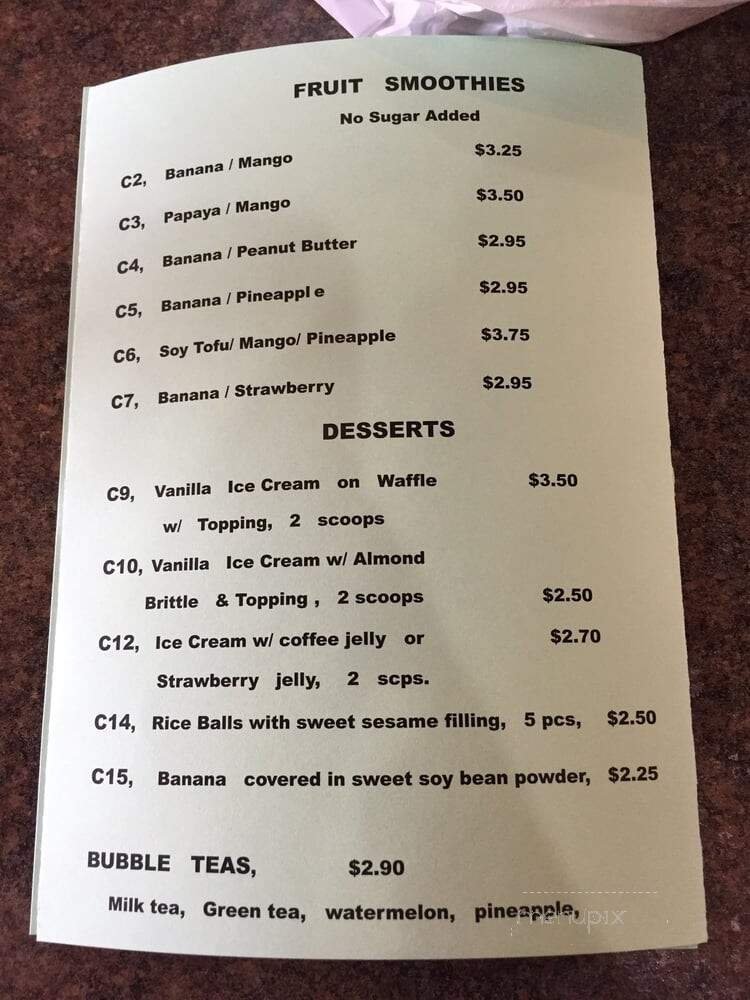 FRUIT SMOOTHIES
No Sugar Added
C2, Banana / Mango $3.25
C3, Papaya / Mango $3.50
C4, Banana / Peanut Butter $2.95
C5, Banana / Pineappl e $2.95
C6, Soy Tofu/ Mango/ Pineapple $3.75
C7, Banana / Strawberry $2.95
DESSERTS
C9, Vanilla Ice Cream on Waffle $3.50
w/ Topping, 2 scoops
C10, Vanilla Ice Cream w/ Almond
Brittle & Topping , 2 scoops $2.50
C12, Ice Cream w/ coffee jelly or $2.70
Strawberry jelly, 2 scps.
C14, Rice Balls with sweet sesame filling, 5 pcs, $2.50
C15, Banana covered in sweet soy bean powder, $2.25
BUBBLE TEAS, $2.90
Milk tea, Green tea, watermelon, pineapple,
menupix